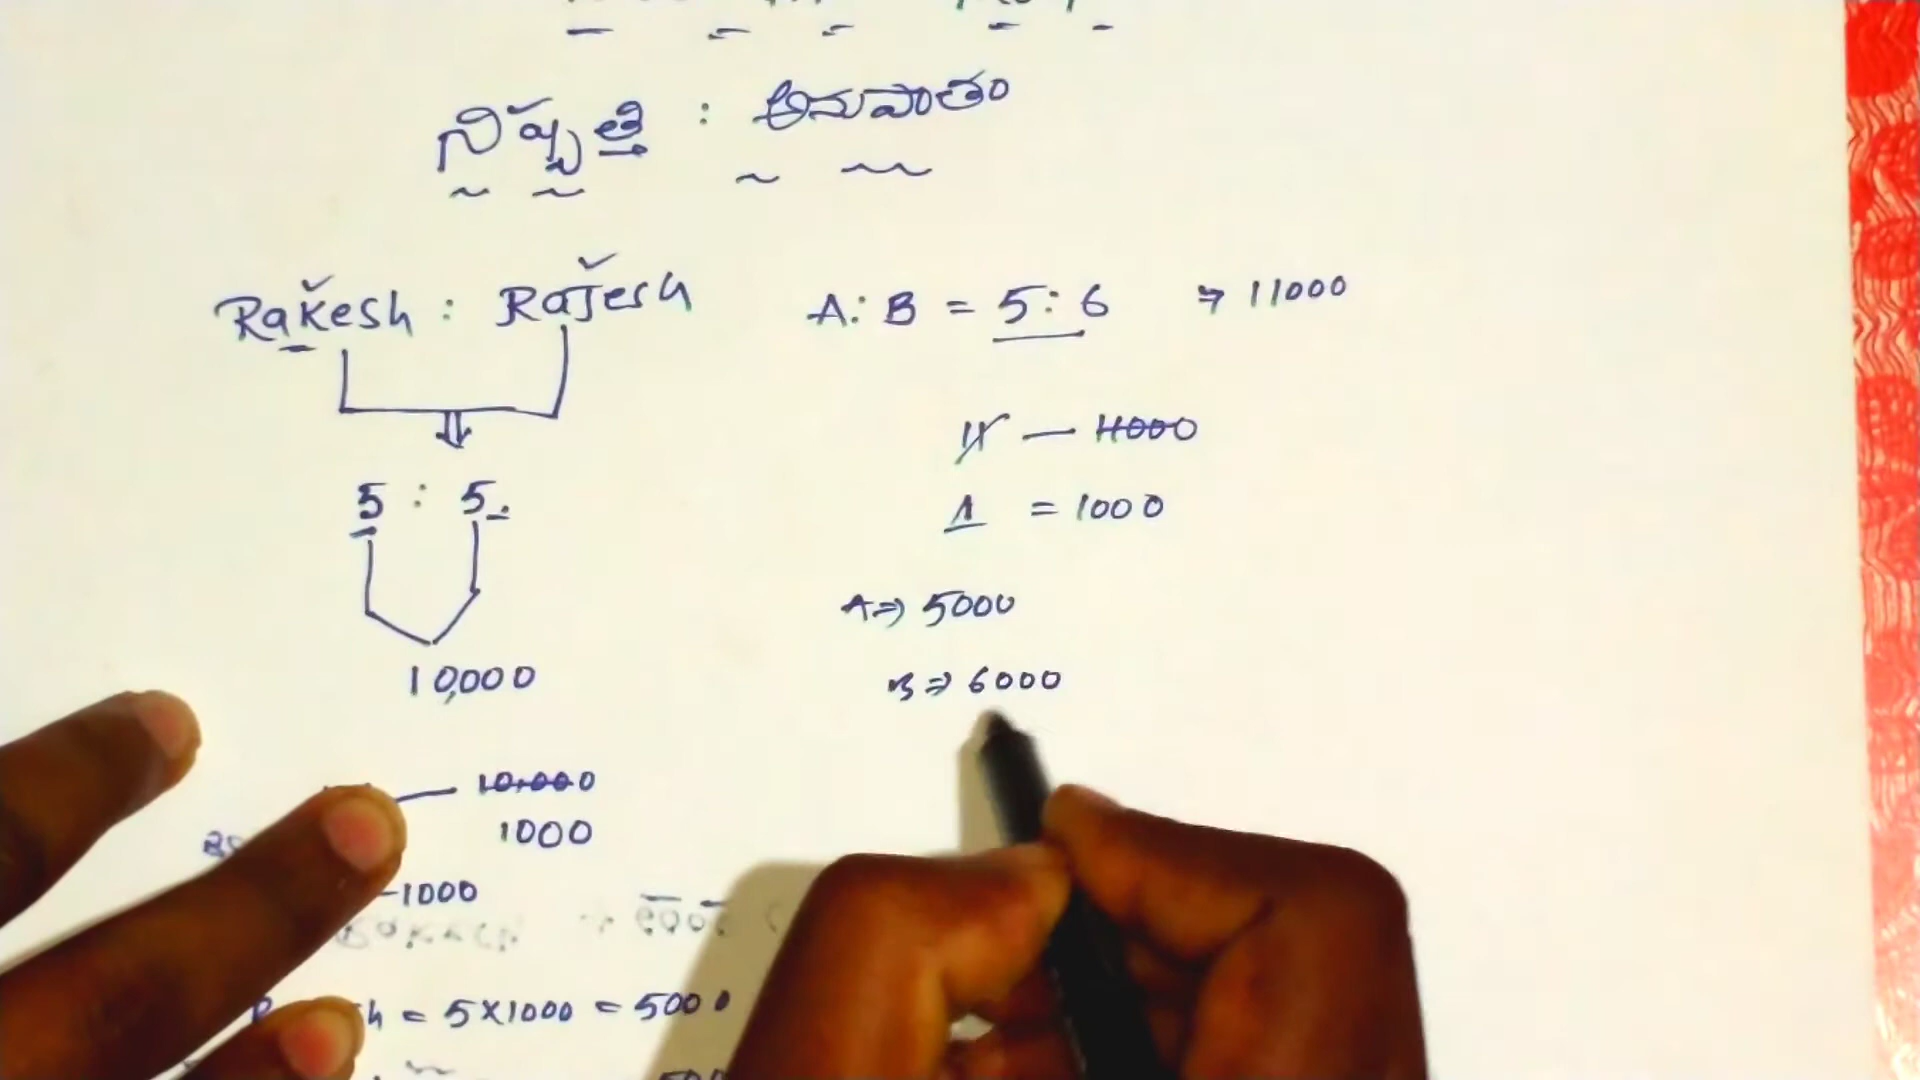 నిష్పత్తి : అనుపాతం
Rakesh : Rajesh
5 : 5
10,000
10,000
1000
-1000
h = 5×1000 = 5000
A : B = 5 : 6 ⇒ 11000
11 — 11000
1 = 1000
A ⇒ 5000
B ⇒ 6000